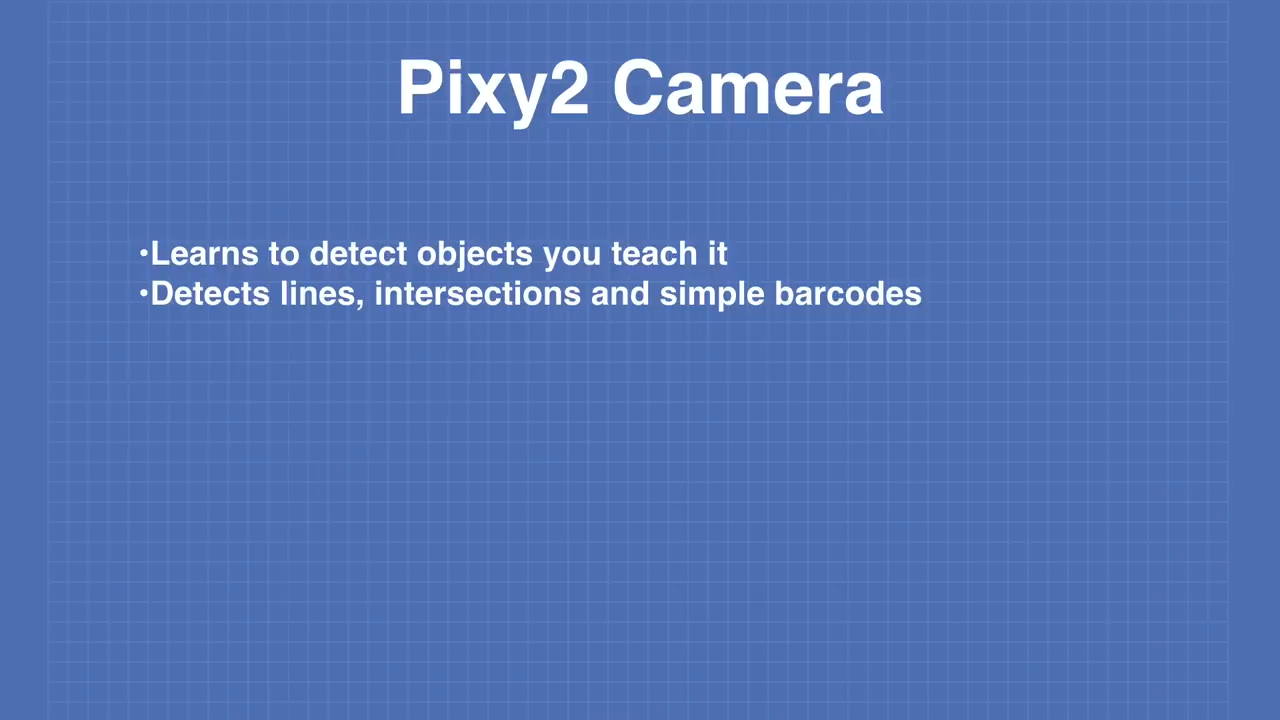 Pixy2 Camera
•Learns to detect objects you teach it
•Detects lines, intersections and simple barcodes